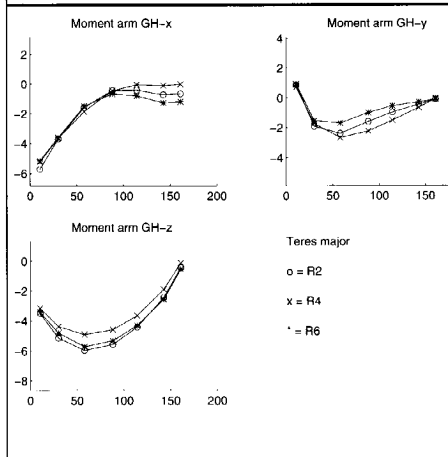 Moment arm GH-x
2
0
-2
-4
-6
0 50 100 150 200
Moment arm GH-y
4
2
0
-2
-4
0 50 100 150 200
Moment arm GH-z
0
-2
-4
-6
-8
0 50 100 150 200
Teres major
o = R2
x = R4
* = R6